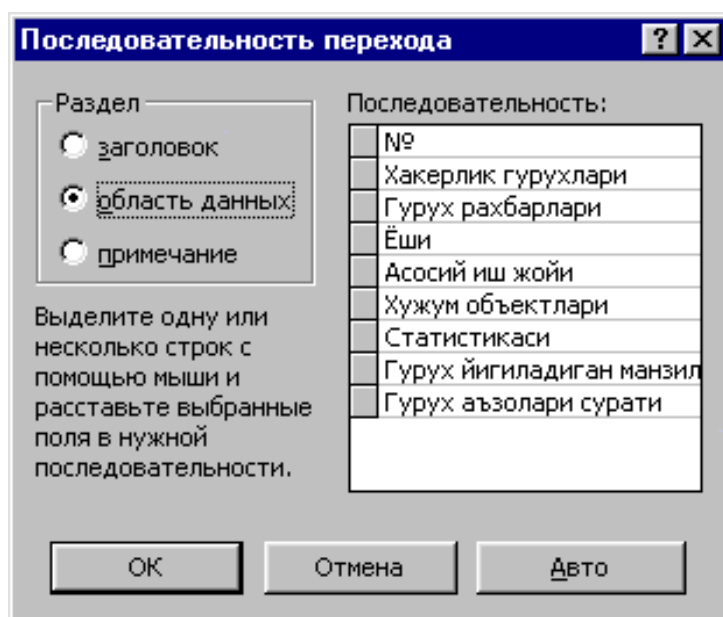 Последовательность перехода
Раздел
заголовок
область данных
примечание
Выделите одну или
несколько строк с
помощью мыши и
расставьте выбранные
поля в нужной
последовательности.
Последовательность:
№
Хакерлик гурухлари
Гурух рахбарлари
Ёши
Асосий иш жойи
Хужум объектлари
Статистикаси
Гурух йигиладиган манзил
Гурух аъзолари сурати
ОК
Отмена
Авто